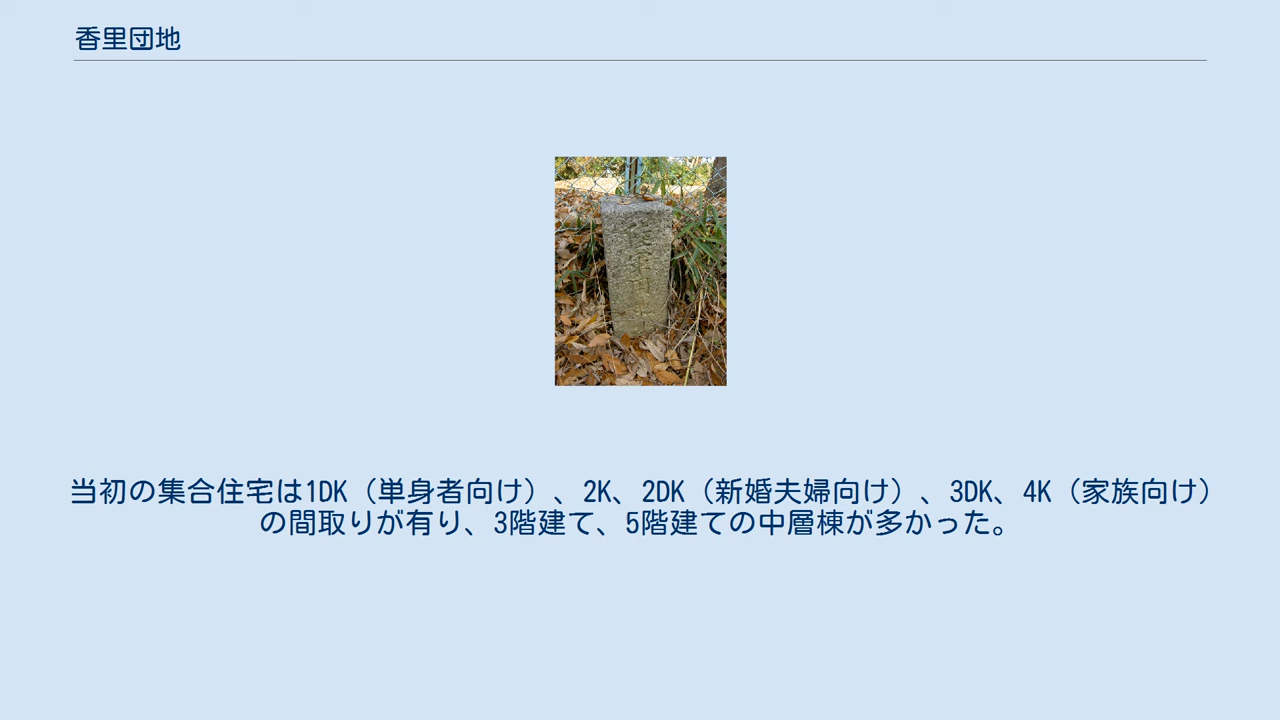 香里団地
当初の集合住宅は1DK（単身者向け）、2K、2DK（新婚夫婦向け）、3DK、4K（家族向け）
の間取りが有り、3階建て、5階建ての中層棟が多かった。